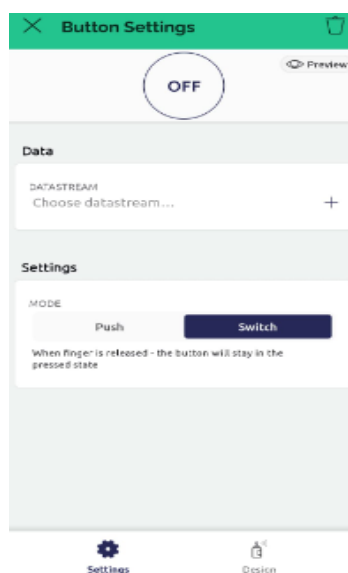 Button Settings
OFF
Preview
Data
DATASTREAM
Choose datastream...
Settings
MODE
Push
Switch
When finger is released - the button will stay in the
pressed state
Settings
Design